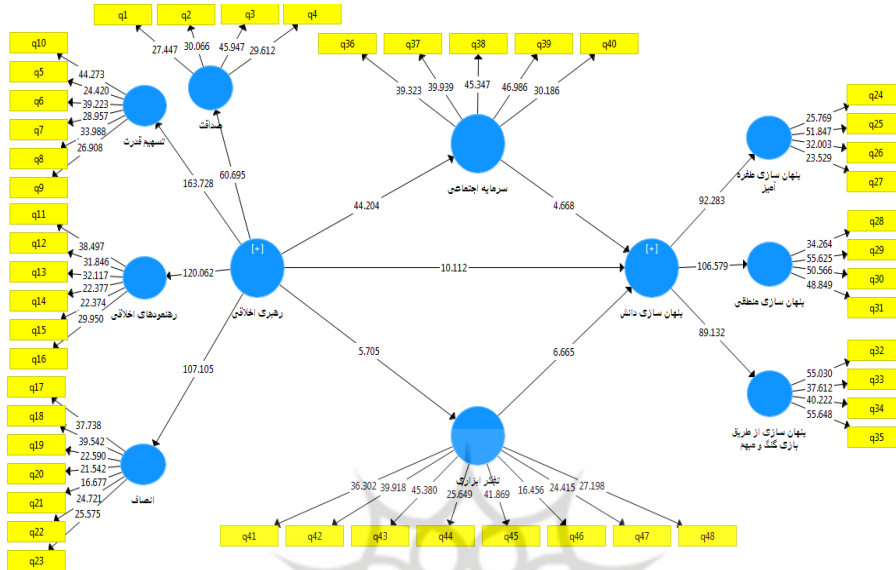 q1
q2
q3
q4
27.447
30.066
45.947
29.612
صداقت
q10
q5
q6
q7
q8
q9
44.273
24.420
39.223
28.957
33.988
26.908
تسهیم قدرت
q36
q37
q38
q39
q40
39.323
39.939
45.347
46.986
30.186
سرمایه اجتماعی
q24
q25
q26
q27
25.769
51.847
32.003
23.529
پنهان سازی طفره
آمیز
163.728
60.695
44.204
4.668
92.283
q11
q12
q13
q14
q15
q16
38.497
31.846
32.117
22.377
22.374
29.950
رهنمودهای اخلاقی
120.062
[+]
رهبری اخلاقی
10.112
[+]
پنهان سازی دانش
106.579
q28
q29
q30
q31
34.264
55.625
50.566
48.849
پنهان سازی منطقی
107.105
5.705
6.665
89.132
q32
q33
q34
q35
55.030
37.612
40.222
55.648
پنهان سازی از طریق
بازی گنگ و مبهم
q17
q18
q19
q20
q21
q22
q23
37.738
39.542
22.590
21.542
16.677
24.721
25.575
انصاف
تفکر ابزاری
36.302
39.918
45.380
25.649
41.869
16.456
24.415
27.198
q41
q42
q43
q44
q45
q46
q47
q48